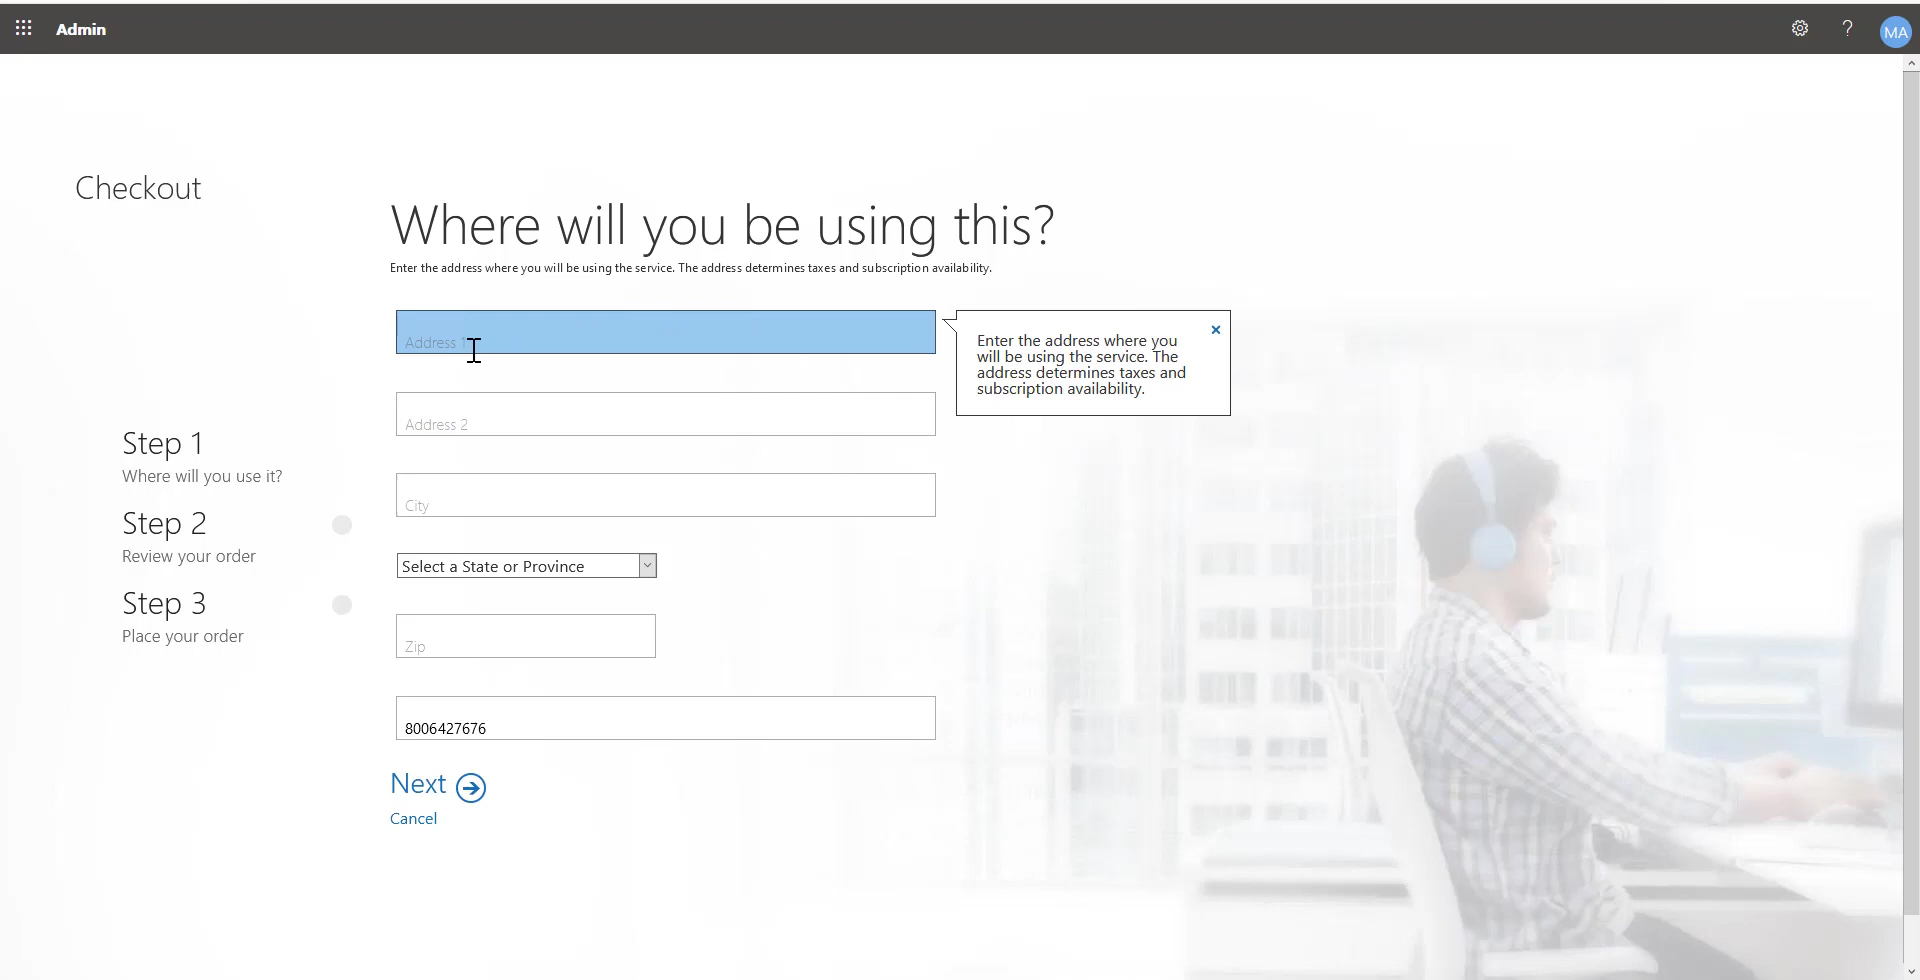 Admin
?
MA
Checkout
Where will you be using this?
Enter the address where you will be using the service. The address determines taxes and subscription availability.
Address 1
Enter the address where you
will be using the service. The
address determines taxes and
subscription availability.
Address 2
Step 1
Where will you use it?
City
Step 2
Review your order
Select a State or Province
Step 3
Place your order
Zip
8006427676
Next
Cancel